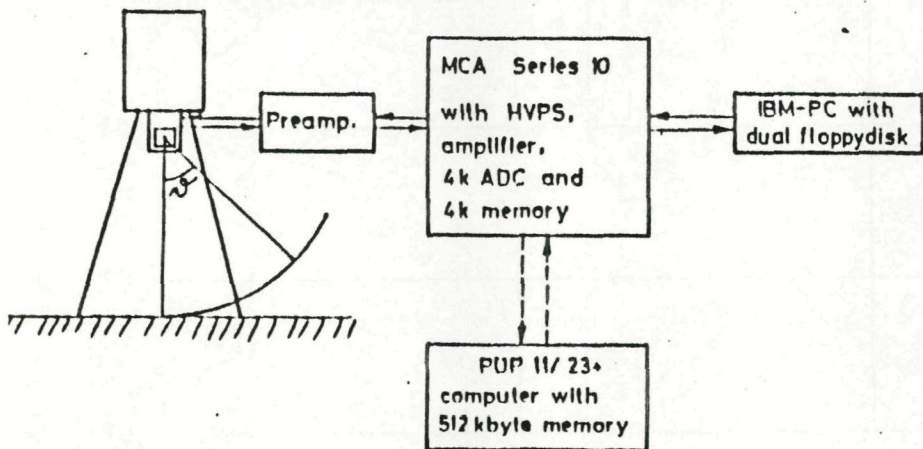 MCA Series 10
with HVPS,
amplifier,
4k ADC and
4k memory
Preamp.
IBM-PC with
dual floppydisk
ϑ
PDP 11/23+
computer with
512 kbyte memory